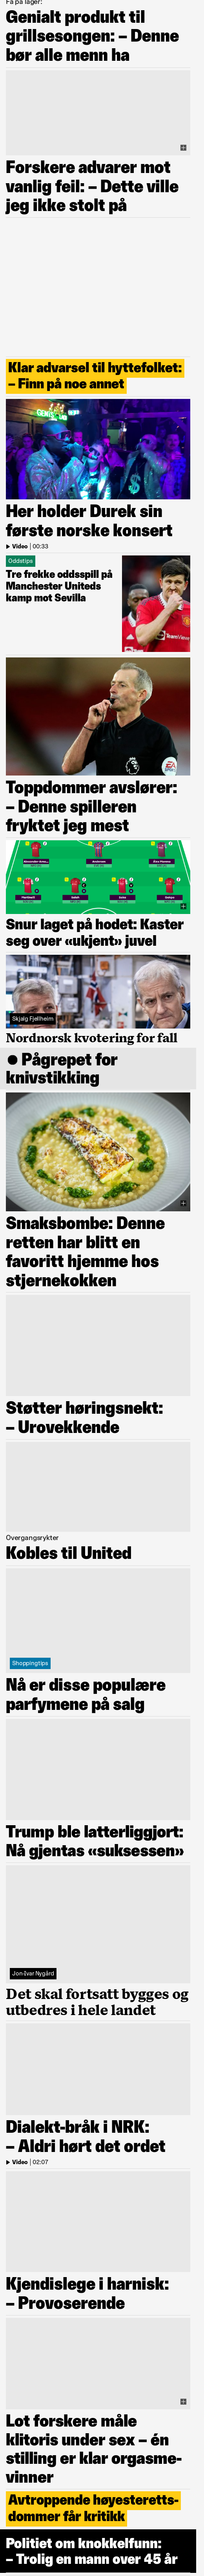 Få på lager:
Genialt produkt til
grillsesongen: – Denne
bør alle menn ha
Forskere advarer mot
vanlig feil: – Dette ville
jeg ikke stolt på
Klar advarsel til hyttefolket:
– Finn på noe annet
Her holder Durek sin
første norske konsert
Video | 00:33
Oddstips
Tre frekke oddsspill på
Manchester Uniteds
kamp mot Sevilla
Toppdommer avslører:
– Denne spilleren
fryktet jeg mest
Snur laget på hodet: Kaster
seg over «ukjent» juvel
Skjalg Fjellheim
Nordnorsk kvotering for fall
Pågrepet for
knivstikking
Smaksbombe: Denne
retten har blitt en
favoritt hjemme hos
stjernekokken
Støtter høringsnekt:
– Urovekkende
Overgangsrykter
Kobles til United
Shoppingtips
Nå er disse populære
parfymene på salg
Trump ble latterliggjort:
Nå gjentas «suksessen»
Jon-Ivar Nygård
Det skal fortsatt bygges og
utbedres i hele landet
Dialekt-bråk i NRK:
– Aldri hørt det ordet
Video | 02:07
Kjendislege i harnisk:
– Provoserende
Lot forskere måle
klitoris under sex – én
stilling er klar orgasme-
vinner
Avtroppende høyesteretts-
dommer får kritikk
Politiet om knokkelfunn:
– Trolig en mann over 45 år